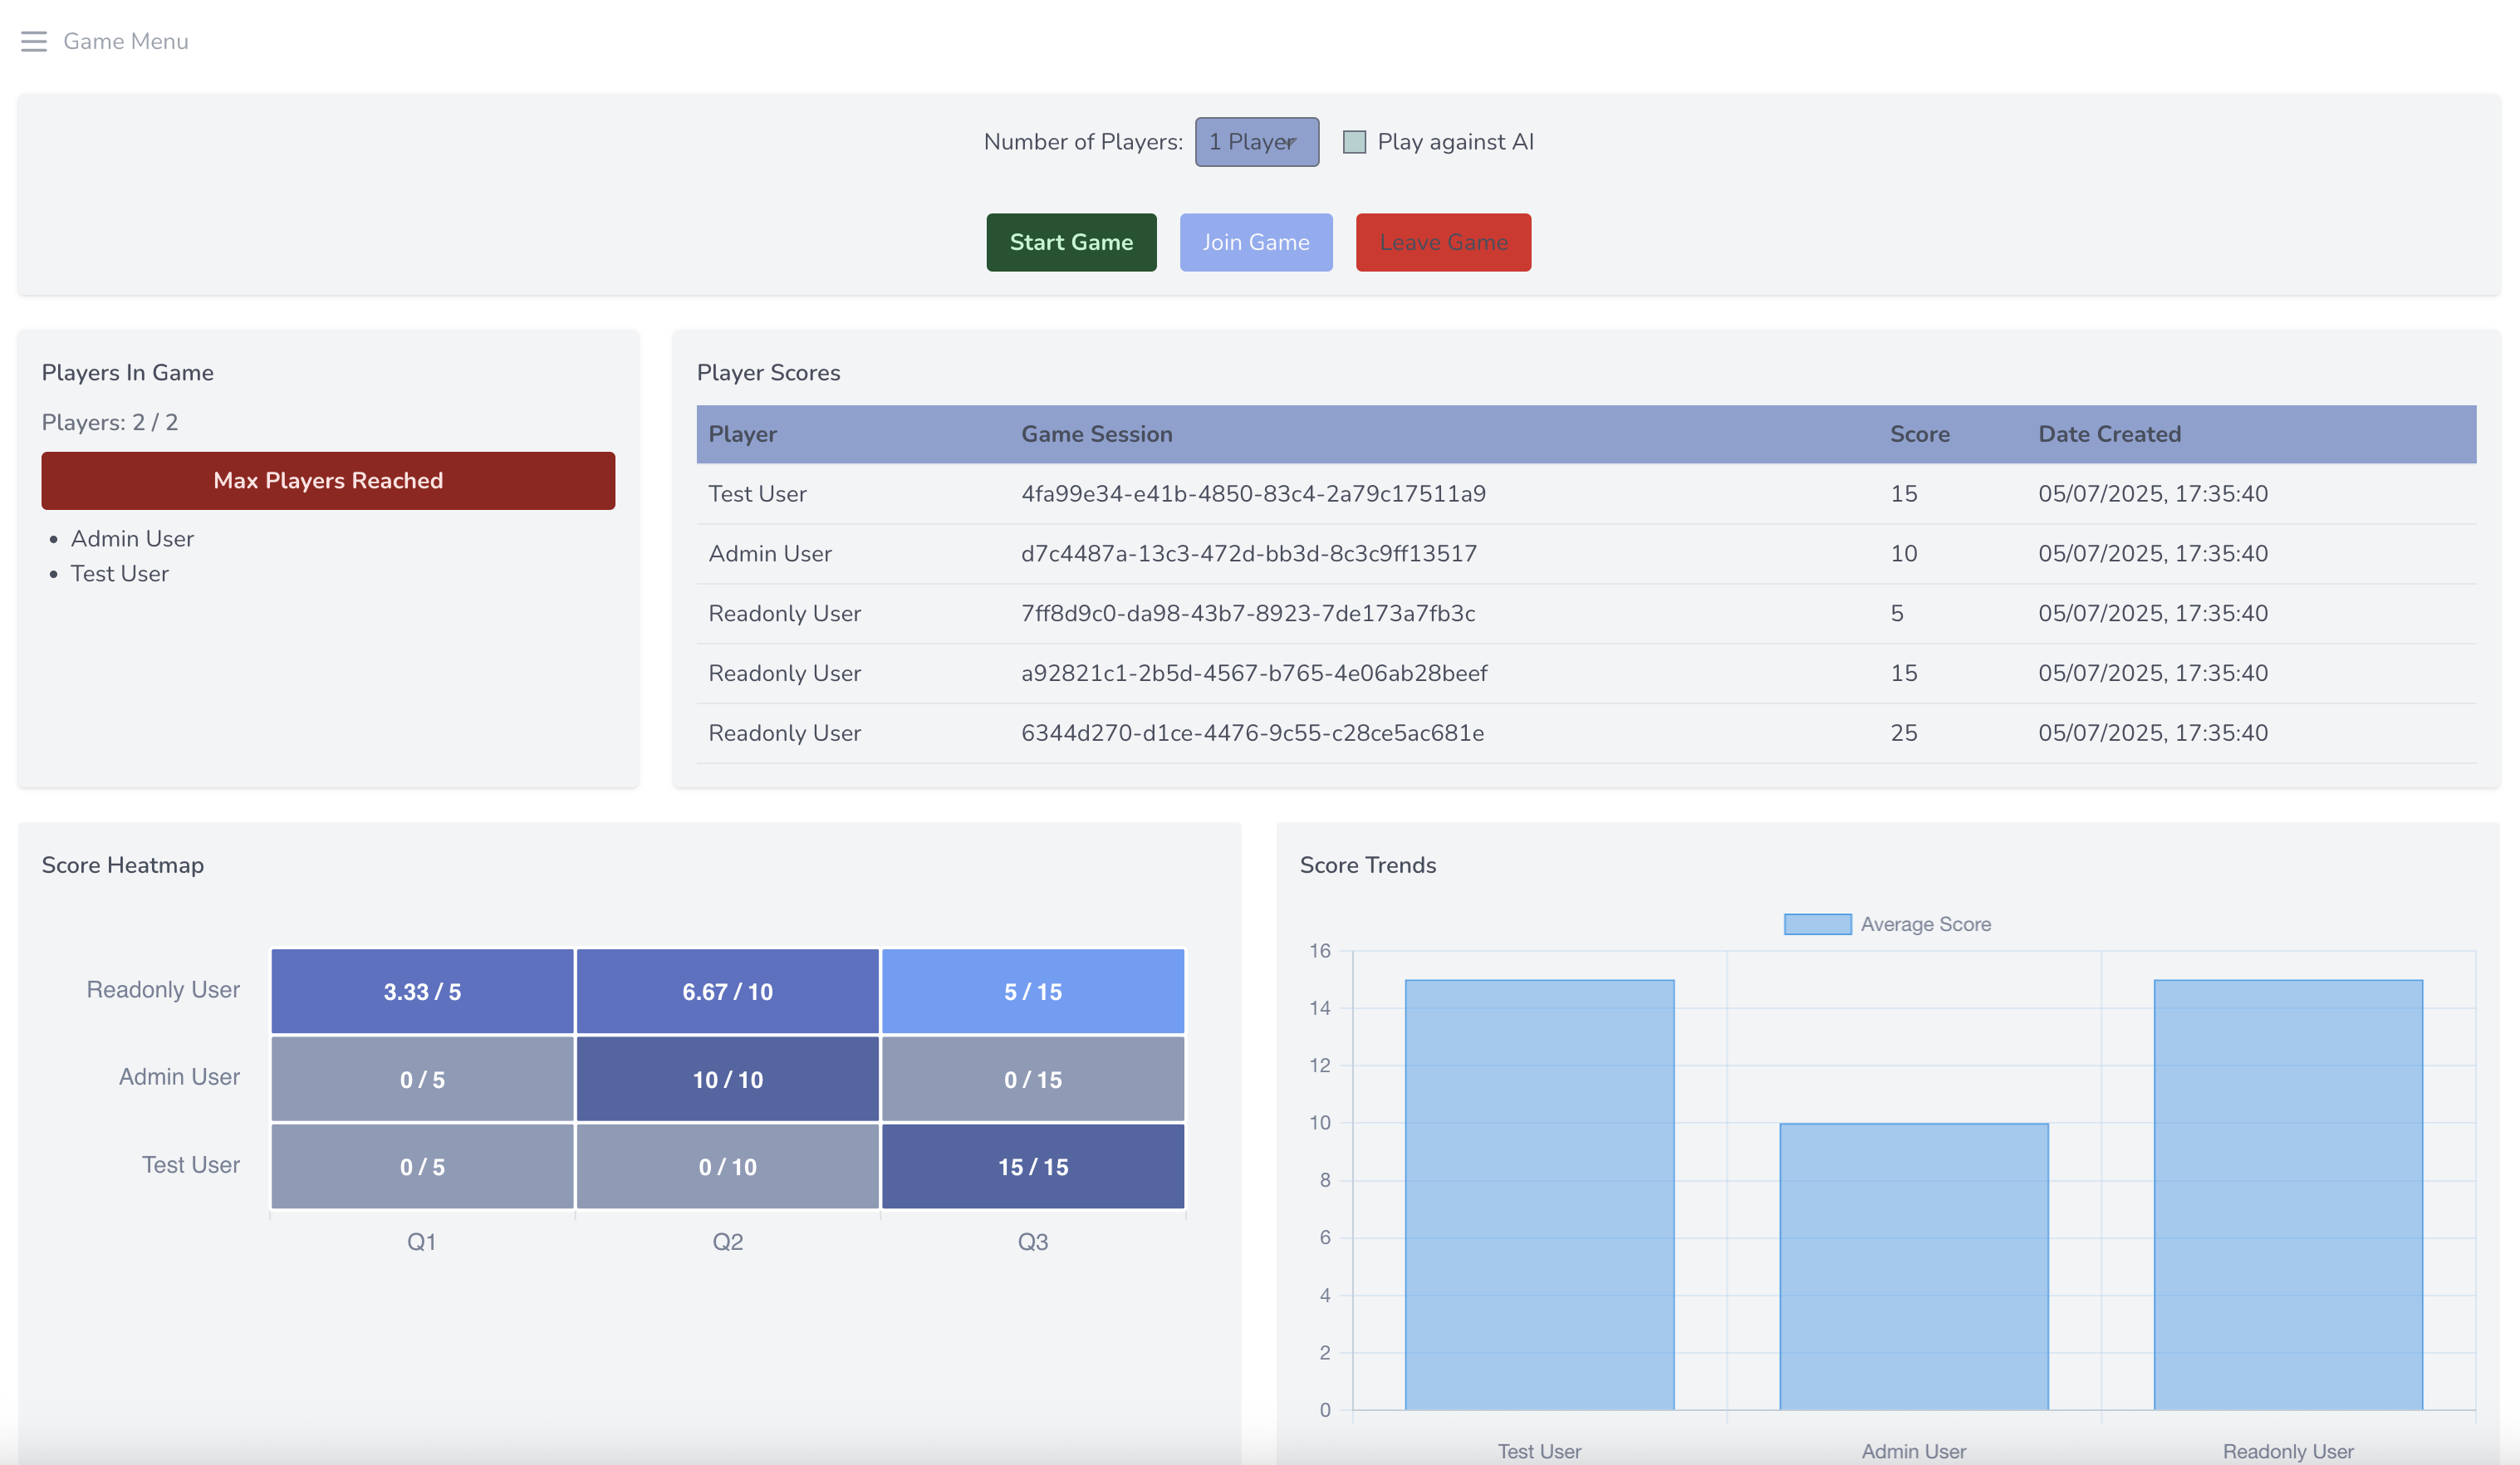 Game Menu
Number of Players: 1 Player Play against AI
Start Game Join Game Leave Game
Players In Game
Players: 2 / 2
Max Players Reached
Admin User
Test User
Player Scores
Player Game Session Score Date Created
Test User 4fa99e34-e41b-4850-83c4-2a79c17511a9 15 05/07/2025, 17:35:40
Admin User d7c4487a-13c3-472d-bb3d-8c3c9ff13517 10 05/07/2025, 17:35:40
Readonly User 7ff8d9c0-da98-43b7-8923-7de173a7fb3c 5 05/07/2025, 17:35:40
Readonly User a92821c1-2b5d-4567-b765-4e06ab28beef 15 05/07/2025, 17:35:40
Readonly User 6344d270-d1ce-4476-9c55-c28ce5ac681e 25 05/07/2025, 17:35:40
Score Heatmap
Readonly User 3.33 / 5 6.67 / 10 5 / 15
Admin User 0 / 5 10 / 10 0 / 15
Test User 0 / 5 0 / 10 15 / 15
Q1 Q2 Q3
Score Trends
Average Score
16
14
12
10
8
6
4
2
0
Test User Admin User Readonly User